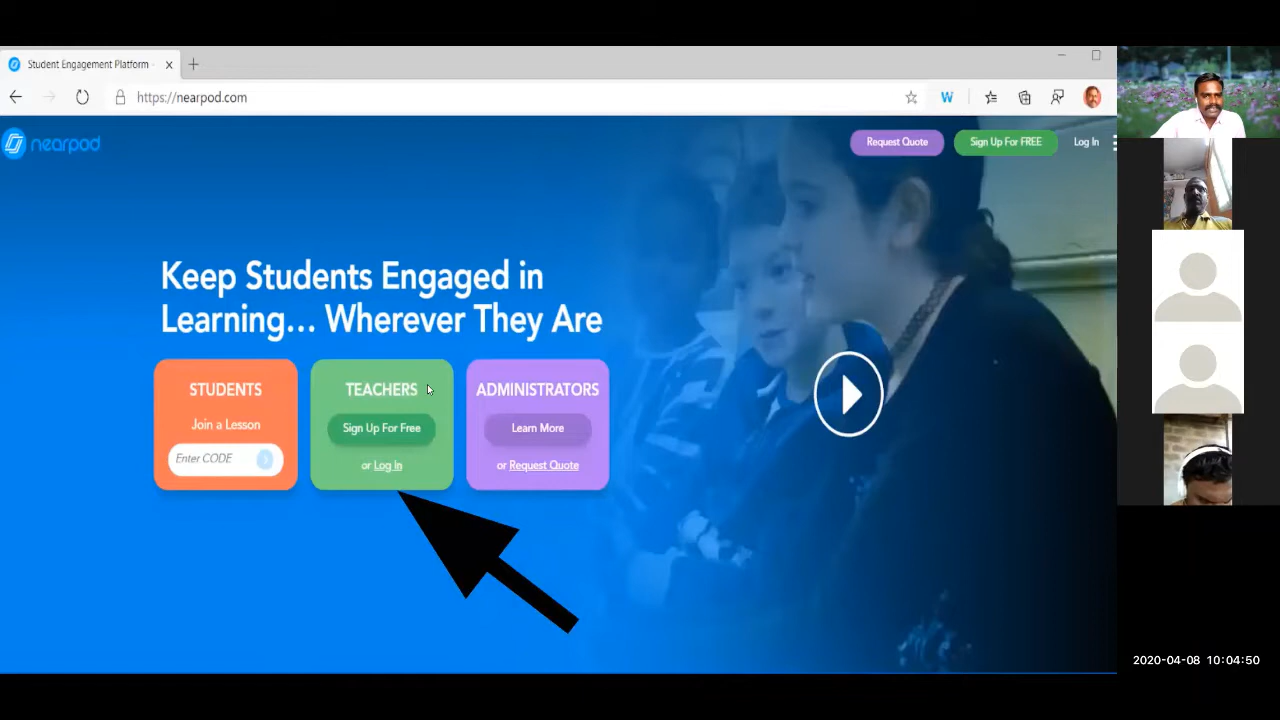 Student Engagement Platform
https://nearpod.com
W
nearpod
Request Quote
Sign Up For FREE
Log In
Keep Students Engaged in
Learning... Wherever They Are
STUDENTS
Join a Lesson
Enter CODE
TEACHERS
Sign Up For Free
or Log In
ADMINISTRATORS
Learn More
or Request Quote
2020-04-08 10:04:50